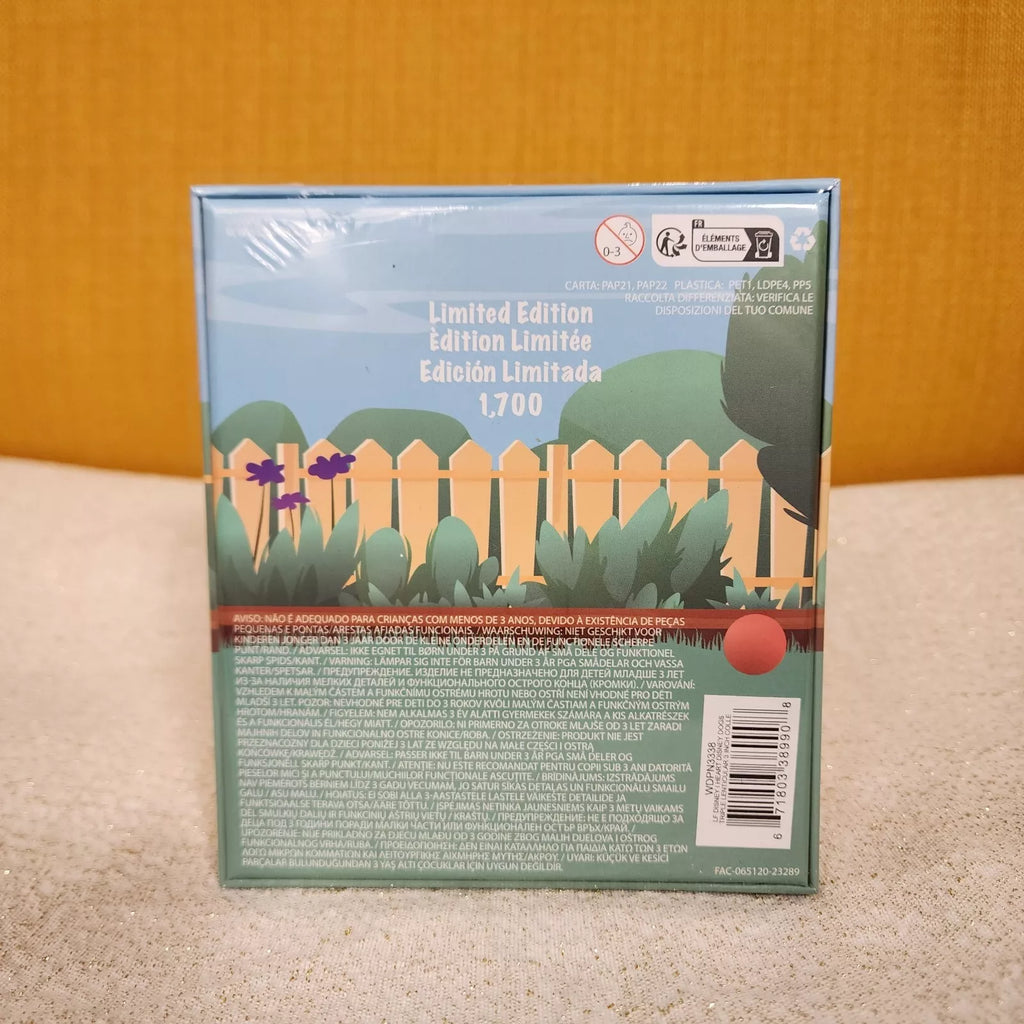 0-3
FR
ÉLÉMENTS
D'EMBALLAGE
CARTA: PAP21, PAP22 PLASTICA: PET1, LDPE4, PP5
RACCOLTA DIFFERENZIATA: VERIFICA LE
DISPOSIZIONI DEL TUO COMUNE
Limited Edition
Èdition Limitée
Edición Limitada
1,700
AVISO: NÃO É ADEQUADO PARA CRIANÇAS COM MENOS DE 3 ANOS, DEVIDO À EXISTÊNCIA DE PEÇAS
PEQUENAS E PONTAS/ARESTAS AFIADAS FUNCIONAIS. / WAARSCHUWING: NIET GESCHIKT VOOR
KINDEREN JONGER DAN 3 JAAR DOOR DE KLEINE ONDERDELEN EN DE FUNCTIONELE SCHERPE
PUNT/RAND. / ADVARSEL: IKKE EGNET TIL BØRN UNDER 3 PÅ GRUND AF SMÅ DELE OG FUNKTIONEL
SKARP SPIDS/KANT. / VARNING: LÄMPAR SIG INTE FÖR BARN UNDER 3 ÅR PGA SMÅDELAR OCH VASSA
KANTER/SPETSAR. / ПРЕДУПРЕЖДЕНИЕ. ИЗДЕЛИЕ НЕ ПРЕДНАЗНАЧЕНО ДЛЯ ДЕТЕЙ МЛАДШЕ 3 ЛЕТ
ИЗ-ЗА НАЛИЧИЯ МЕЛКИХ ДЕТАЛЕЙ И ФУНКЦИОНАЛЬНОГО ОСТРОГО КОНЦА (КРОМКИ). / VAROVÁNÍ:
VZHLEDEM K MALÝM ČÁSTEM A FUNKČNÍMU OSTRÉMU HROTU NEBO OSTŘÍ NENÍ VHODNÉ PRO DĚTI
MLADŠÍ 3 LET. POZOR: NEVHODNÉ PRE DETI DO 3 ROKOV KVÔLI MALÝM ČASTIAM A FUNKČNÝM OSTRÝM
HROTOM/HRANÁM. / FIGYELEM: NEM ALKALMAS 3 ÉV ALATTI GYERMEKEK SZÁMÁRA A KIS ALKATRÉSZEK
ÉS A FUNKCIONÁLIS ÉL/HEGY MIATT. / OPOZORILO: NI PRIMERNO ZA OTROKE MLAJŠE OD 3 LET ZARADI
MAJHNIH DELOV IN FUNKCIONALNO OSTRE KONICE/ROBA. / OSTRZEŻENIE: PRODUKT NIE JEST
PRZEZNACZONY DLA DZIECI PONIŻEJ 3 LAT ZE WZGLĘDU NA MAŁE CZĘŚCI I OSTRĄ
KOŃCÓWKĘ/KRAWĘDŹ. / ADVARSEL: PASSER IKKE TIL BARN UNDER 3 ÅR PGA SMÅ DELER OG
FUNKSJONELL SKARP PUNKT/KANT. / ATENȚIE: NU ESTE RECOMANDAT PENTRU COPII SUB 3 ANI DATORITĂ
PIESELOR MICI ȘI A PUNCTULUI/MUCHIILOR FUNCȚIONALE ASCUȚITE. / BRĪDINĀJUMS: IZSTRĀDĀJUMS
NAV PIEMĒROTS BĒRNIEM LĪDZ 3 GADU VECUMAM, JO SATUR SĪKAS DETAĻAS UN FUNKCIONĀLU SMAILU
GALU / ASU MALU. / HOIATUS: EI SOBI ALLA 3-AASTASTELE LASTELE VÄIKESTE DETAILIDE JA
FUNKTSIONAALSE TERAVA OTSA/ÄÄRE TÕTTU. / ĮSPĖJIMAS NETINKA JAUNESNIEMS KAIP 3 METŲ VAIKAMS
DĖL SMULKIŲ DALIŲ IR FUNKCINIŲ AŠTRIŲ VIETŲ / KRAŠTŲ. / ПРЕДУПРЕЖДЕНИЕ: НЕ Е ПОДХОДЯЩО ЗА
ДЕЦА ПОД 3 ГОДИНИ ПОРАДИ МАЛКИ ЧАСТИ ИЛИ ФУНКЦИОНАЛЕН ОСТЪР ВРЪХ/КРАЙ. /
UPOZORENJE: NIJE PRIKLADNO ZA DJECU MLAĐU OD 3 GODINE ZBOG MALIH DIJELOVA I OŠTROG
FUNKCIONALNOG VRHA/RUBA. / ΠΡΟΕΙΔΟΠΟΙΗΣΗ: ΔΕΝ ΕΙΝΑΙ ΚΑΤΑΛΛΗΛΟ ΓΙΑ ΠΑΙΔΙΑ ΚΑΤΩ ΤΩΝ 3 ΕΤΩΝ
ΛΟΓΩ ΜΙΚΡΩΝ ΚΟΜΜΑΤΙΩΝ ΚΑΙ ΛΕΙΤΟΥΡΓΙΚΗΣ ΑΙΧΜΗΡΗΣ ΜΥΤΗΣ/ΑΚΡΟΥ. / UYARI: KÜÇÜK VE KESİCİ
PARÇALAR BULUNDUĞUNDAN 3 YAŞ ALTI ÇOCUKLAR İÇİN UYGUN DEĞİLDİR.
WDPN3338
LF DISNEY I HEART DISNEY DOGS
TRIPLE LENTICULAR 3 INCH COLLE
6 71803 38990 8
FAC-065120-23289